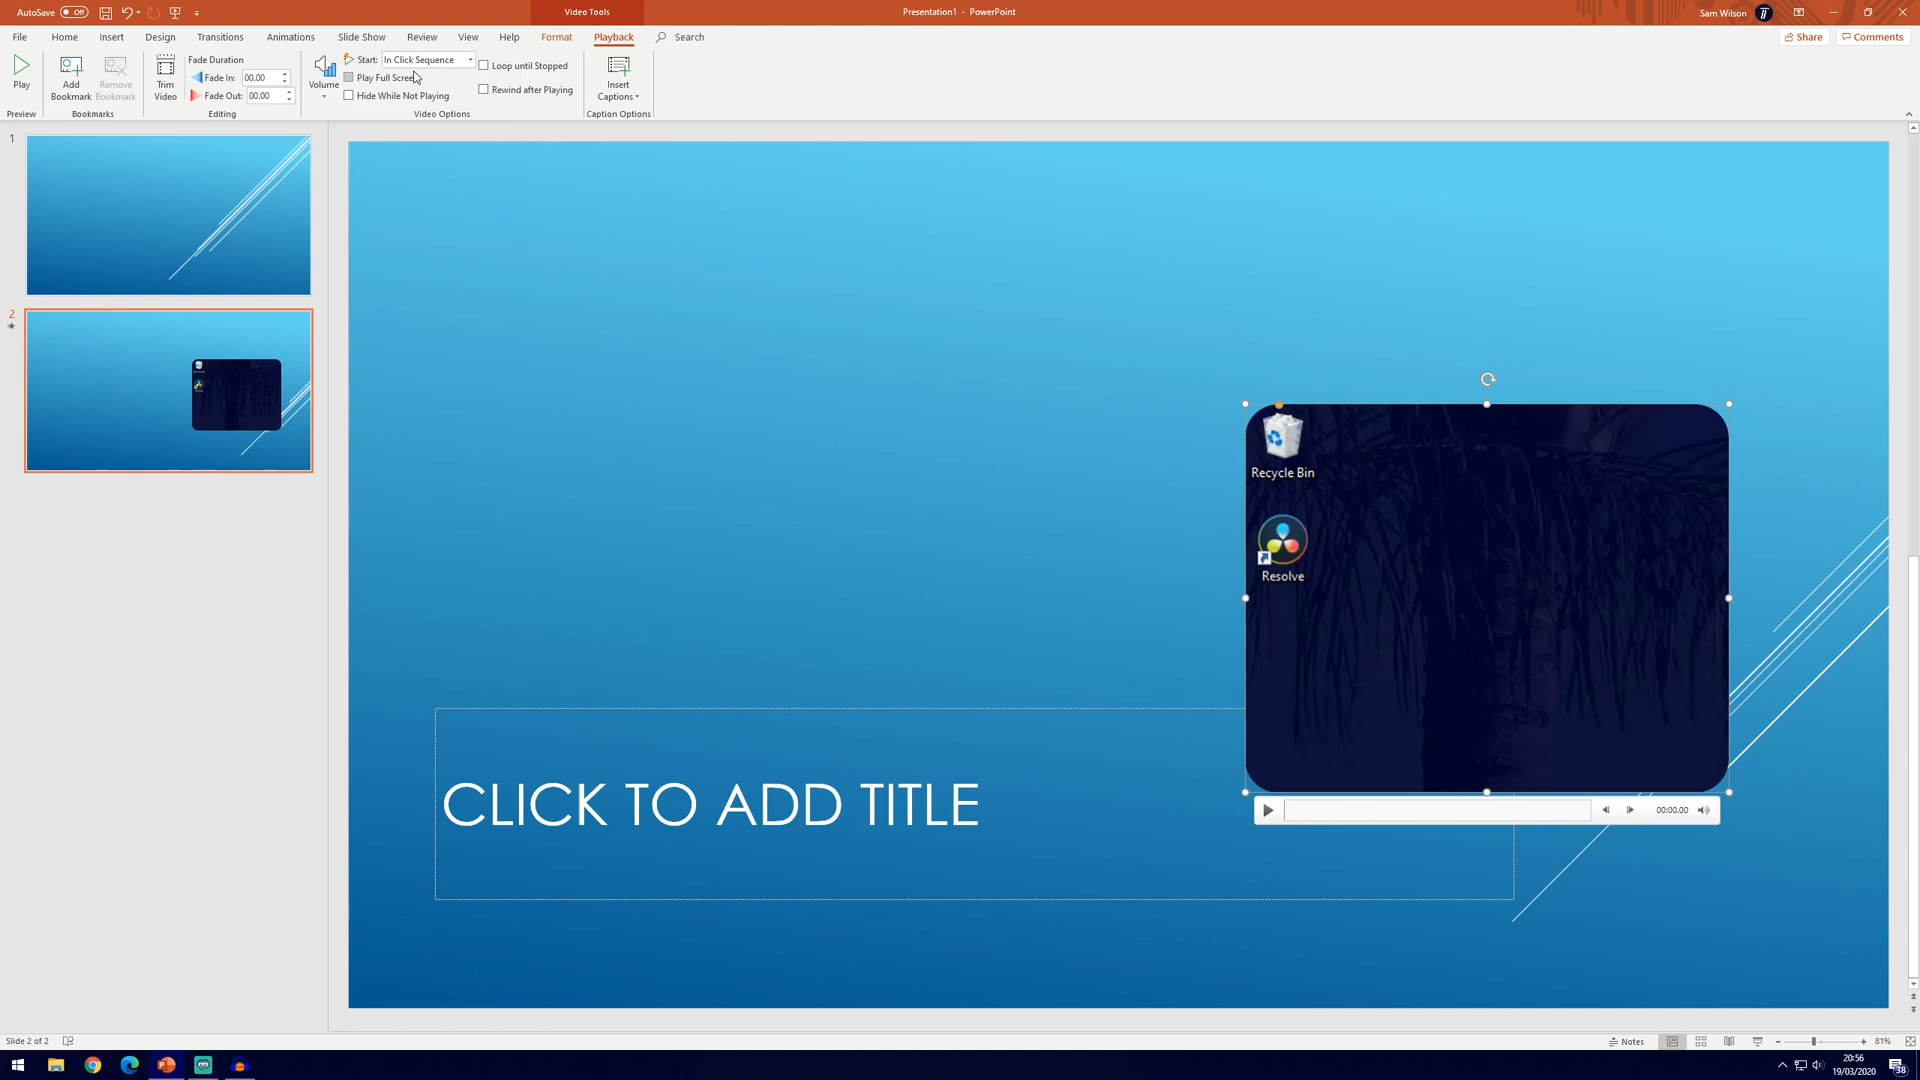 AutoSave Off
Video Tools
Presentation1 - PowerPoint
Sam Wilson
File Home Insert Design Transitions Animations Slide Show Review View Help Format Playback Search
Share Comments
Play
Preview
Add Bookmark
Remove Bookmark
Bookmarks
Trim Video
Fade Duration
Fade In: 00.00
Fade Out: 00.00
Editing
Volume
Start: In Click Sequence
Play Full Screen
Hide While Not Playing
Loop until Stopped
Rewind after Playing
Video Options
Insert Captions
Caption Options
1
2
Recycle Bin
Resolve
CLICK TO ADD TITLE
00:00.00
Slide 2 of 2
Notes
81%
20:56
19/03/2020
38